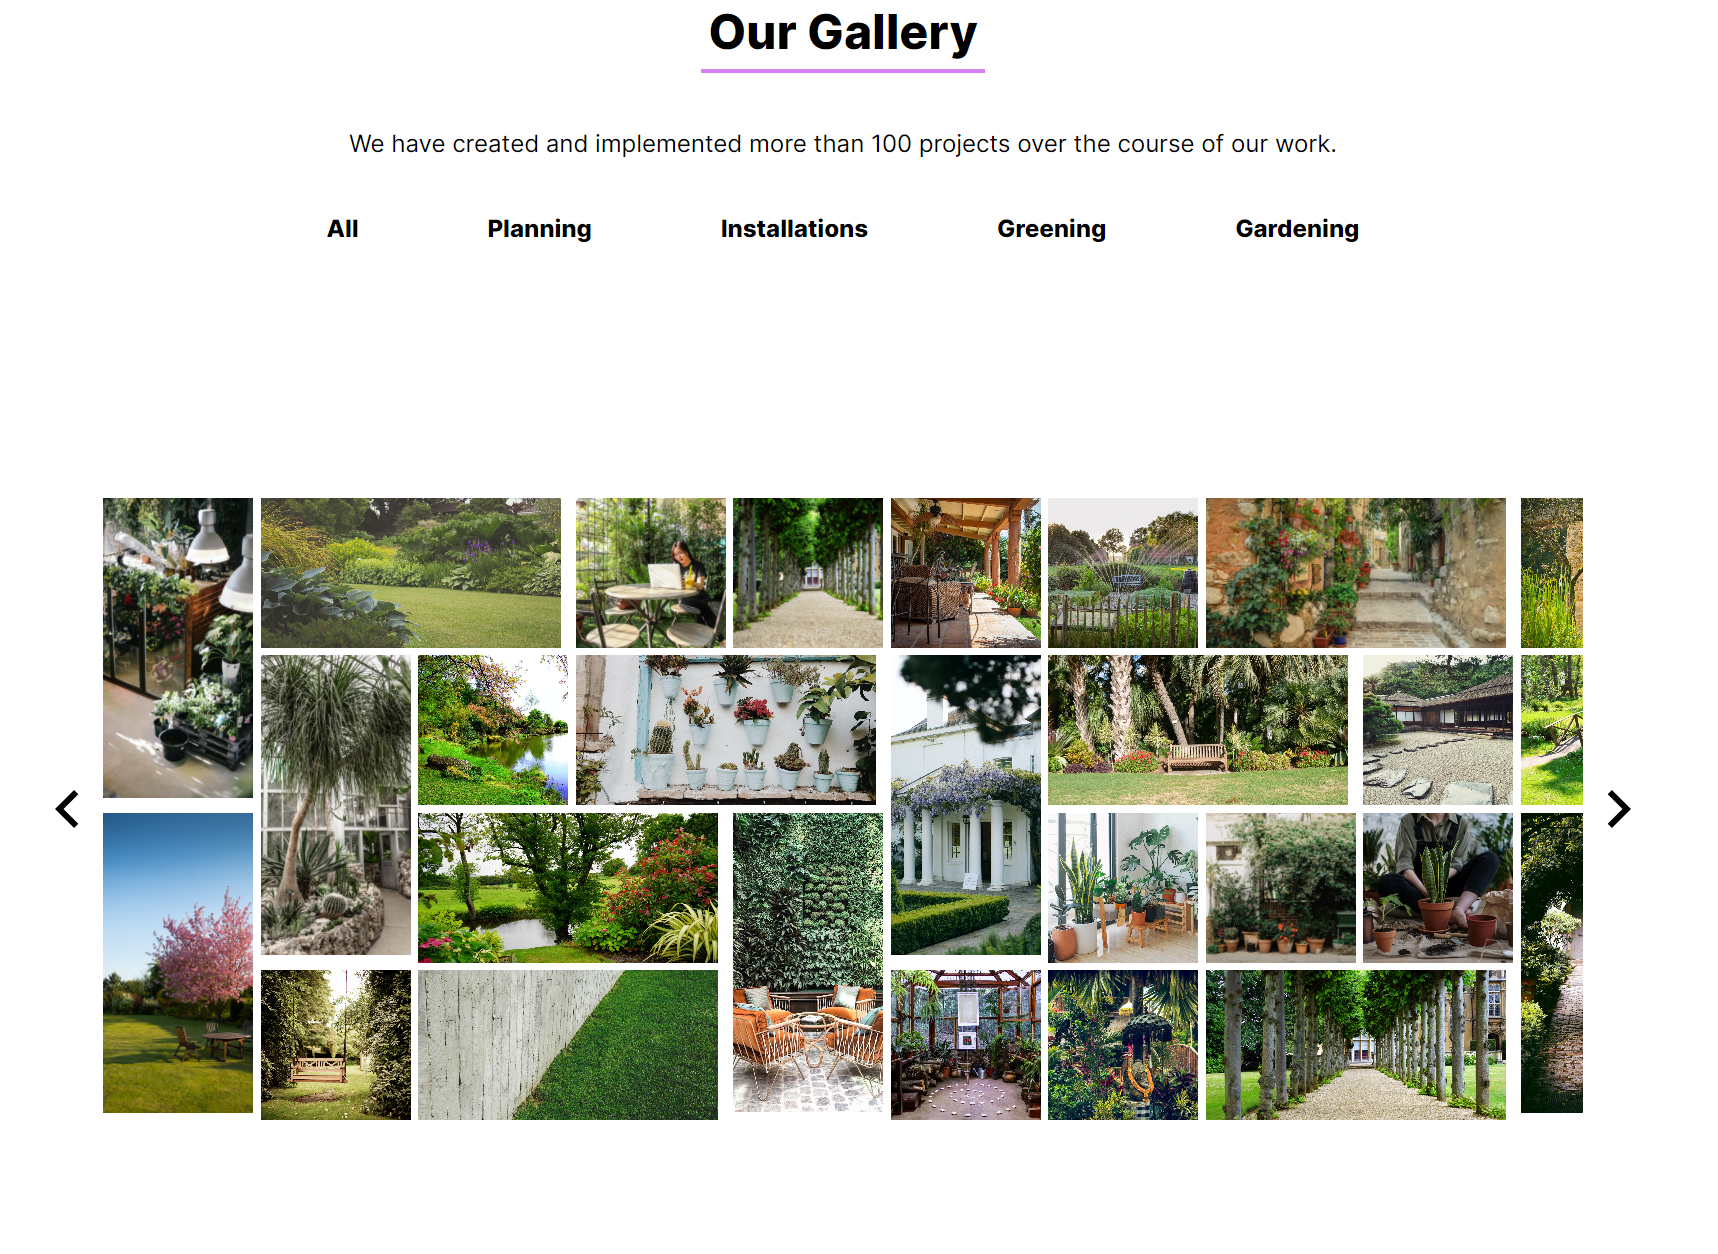 Our Gallery
We have created and implemented more than 100 projects over the course of our work.
All Planning Installations Greening Gardening